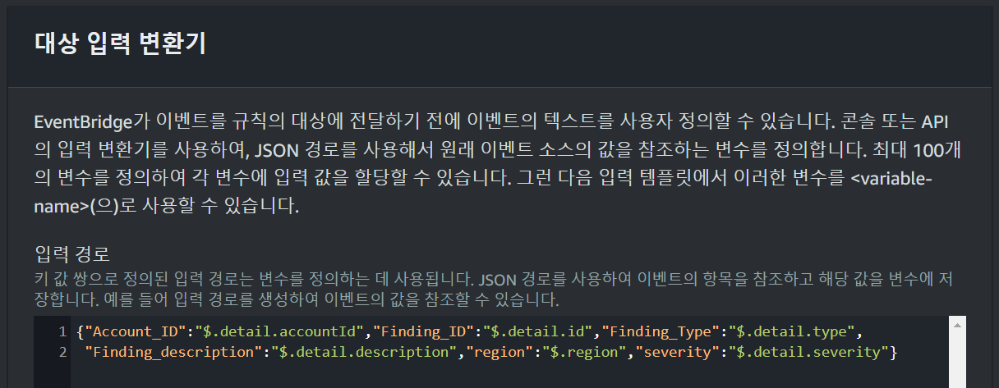 대상 입력 변환기
EventBridge가 이벤트를 규칙의 대상에 전달하기 전에 이벤트의 텍스트를 사용자 정의할 수 있습니다. 콘솔 또는 API
의 입력 변환기를 사용하여, JSON 경로를 사용해서 원래 이벤트 소스의 값을 참조하는 변수를 정의합니다. 최대 100개
의 변수를 정의하여 각 변수에 입력 값을 할당할 수 있습니다. 그런 다음 입력 템플릿에서 이러한 변수를 <variable-
name>(으)로 사용할 수 있습니다.
입력 경로
키 값 쌍으로 정의된 입력 경로는 변수를 정의하는 데 사용됩니다. JSON 경로를 사용하여 이벤트의 항목을 참조하고 해당 값을 변수에 저
장합니다. 예를 들어 입력 경로를 생성하여 이벤트의 값을 참조할 수 있습니다.
1 {"Account_ID":"$.detail.accountId","Finding_ID":"$.detail.id","Finding_Type":"$.detail.type",
2 "Finding_description":"$.detail.description","region":"$.region","severity":"$.detail.severity"}